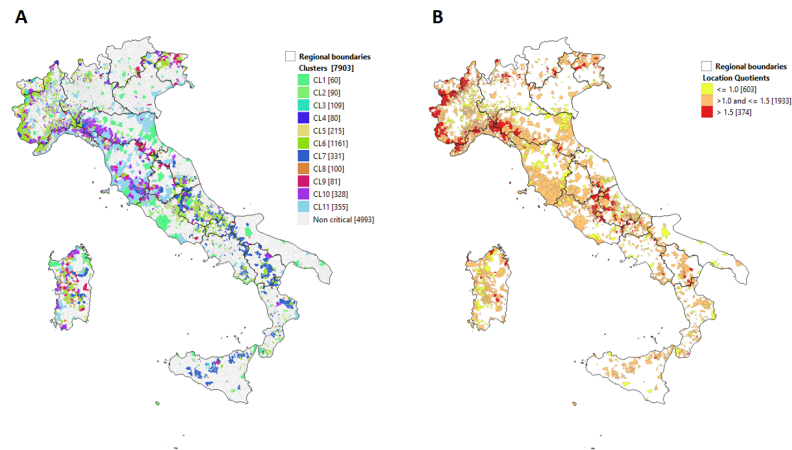 A
Regional boundaries
Clusters [7903]
CL1 [60]
CL2 [90]
CL3 [109]
CL4 [80]
CL5 [215]
CL6 [1161]
CL7 [331]
CL8 [100]
CL9 [81]
CL10 [328]
CL11 [355]
Non critical [4993]
B
Regional boundaries
Location Quotients
<= 1.0 [603]
>1.0 and <= 1.5 [1933]
> 1.5 [374]